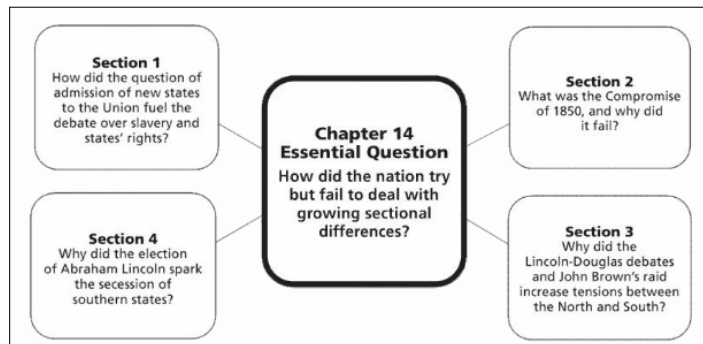 Section 1
How did the question of
admission of new states
to the Union fuel the
debate over slavery and
states' rights?
Section 2
What was the Compromise
of 1850, and why did
it fail?
Chapter 14
Essential Question
How did the nation try
but fail to deal with
growing sectional
differences?
Section 4
Why did the election
of Abraham Lincoln spark
the secession of
southern states?
Section 3
Why did the
Lincoln-Douglas debates
and John Brown's raid
increase tensions between
the North and South?